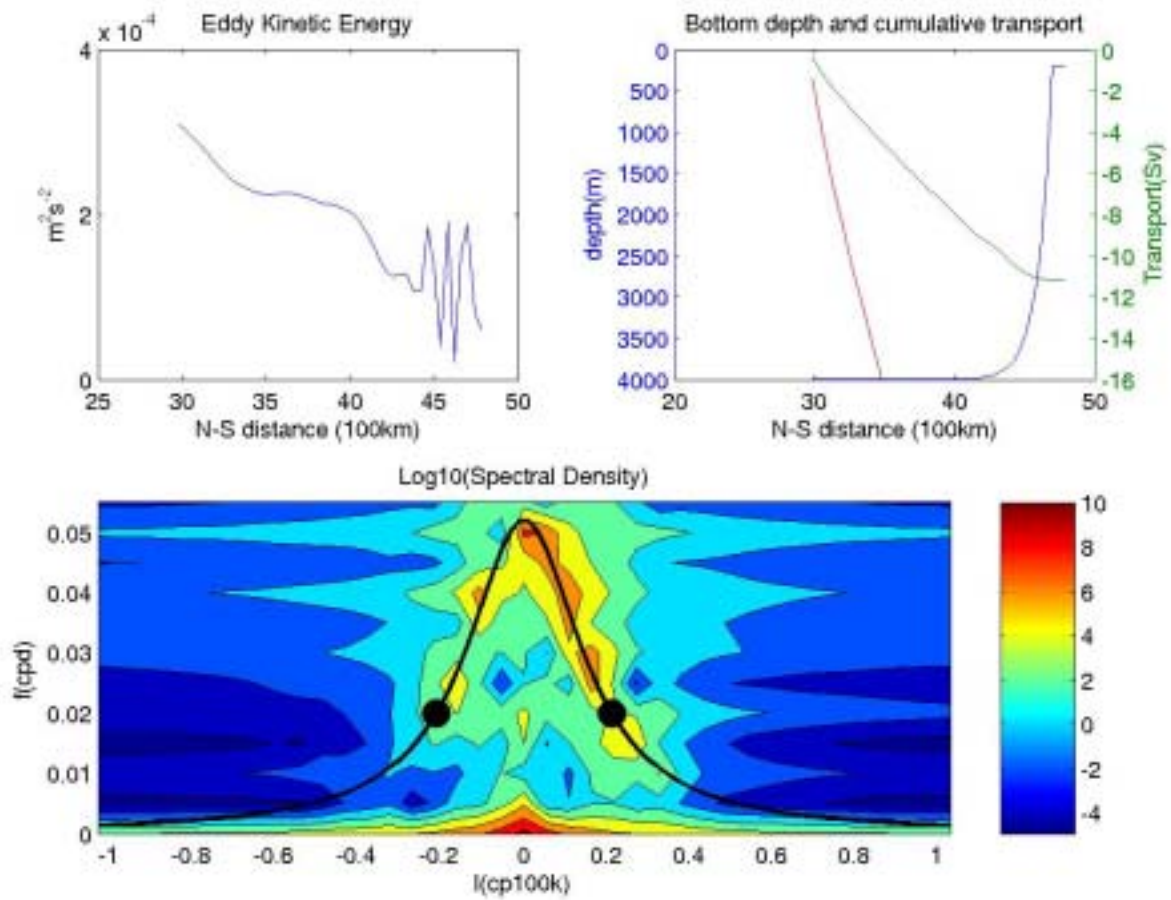 Eddy Kinetic Energy
x 10⁻⁴
4
2
0
m²s⁻²
25 30 35 40 45 50
N-S distance (100km)
Bottom depth and cumulative transport
0
500
1000
1500
2000
2500
3000
3500
4000
depth(m)
0
-2
-4
-6
-8
-10
-12
-14
-16
Transport(Sv)
20 30 40 50
N-S distance (100km)
Log10(Spectral Density)
0.05
0.04
0.03
0.02
0.01
0
f(cpd)
-1 -0.8 -0.6 -0.4 -0.2 0 0.2 0.4 0.6 0.8 1
l(cp100k)
10
8
6
4
2
0
-2
-4